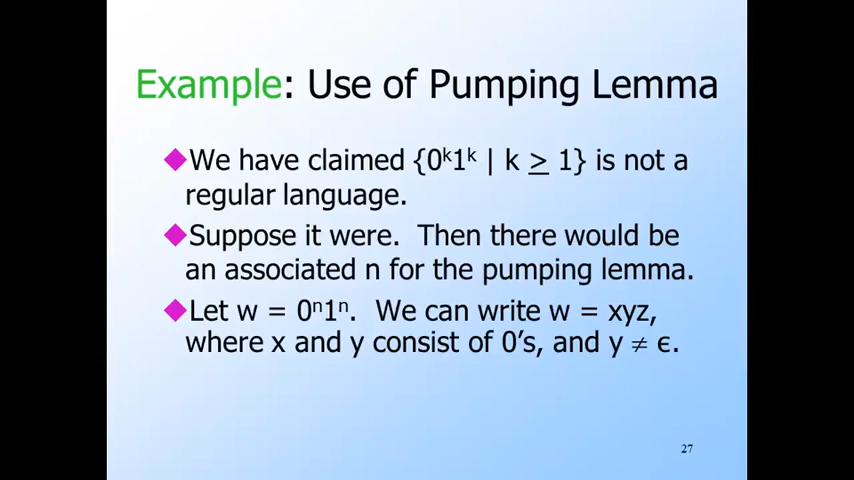 Example: Use of Pumping Lemma
◆We have claimed {0ᵏ1ᵏ | k ≥ 1} is not a
regular language.
◆Suppose it were. Then there would be
an associated n for the pumping lemma.
◆Let w = 0ⁿ1ⁿ. We can write w = xyz,
where x and y consist of 0’s, and y ≠ ϵ.
27